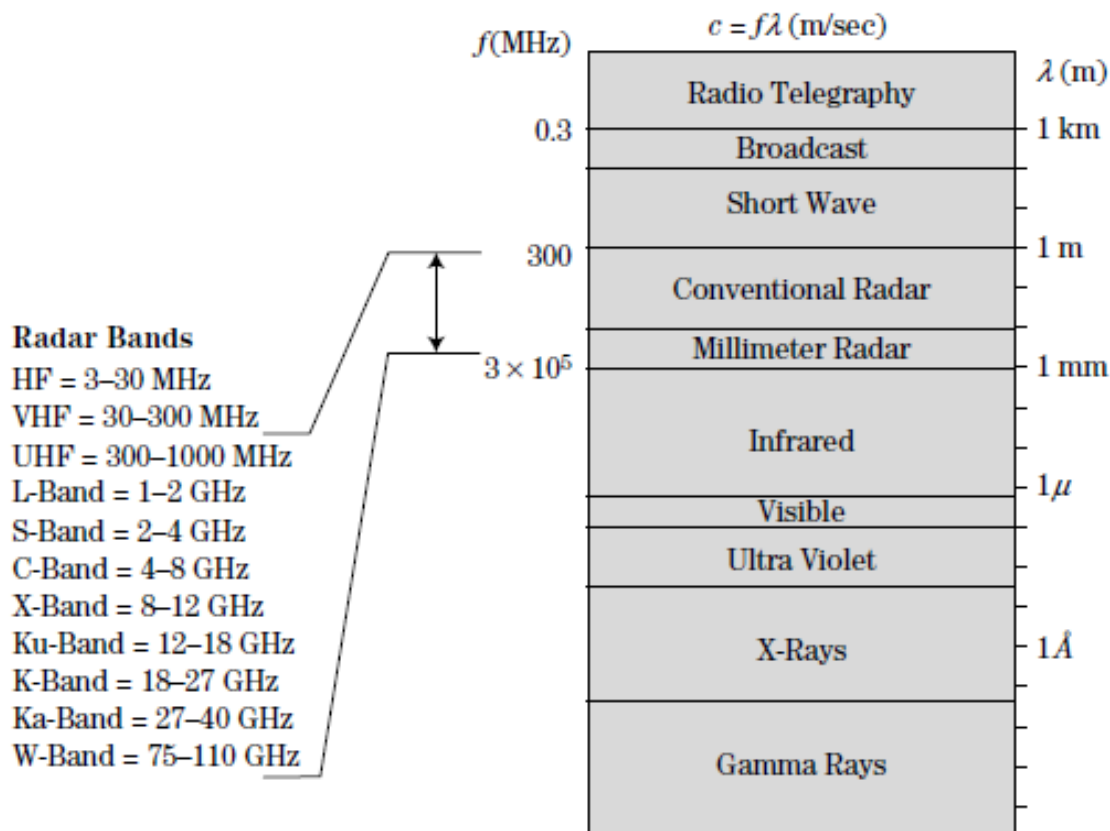 c = fλ (m/sec)
f(MHz)
λ (m)
Radio Telegraphy
0.3
1 km
Broadcast
Short Wave
300
1 m
Conventional Radar
Millimeter Radar
3 × 10⁵
1 mm
Infrared
1μ
Visible
Ultra Violet
X-Rays
1Å
Gamma Rays
Radar Bands
HF = 3–30 MHz
VHF = 30–300 MHz
UHF = 300–1000 MHz
L-Band = 1–2 GHz
S-Band = 2–4 GHz
C-Band = 4–8 GHz
X-Band = 8–12 GHz
Ku-Band = 12–18 GHz
K-Band = 18–27 GHz
Ka-Band = 27–40 GHz
W-Band = 75–110 GHz